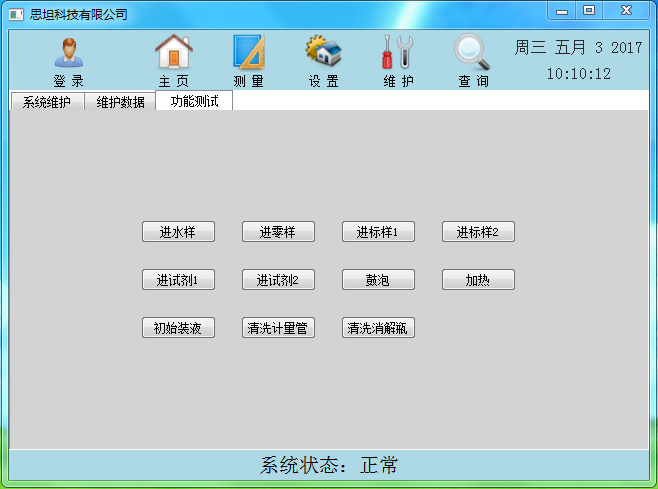 思坦科技有限公司
周三 五月 3 2017
10:10:12
登 录 主 页 测 量 设 置 维 护 查 询
系统维护 维护数据 功能测试
进水样 进零样 进标样1 进标样2
进试剂1 进试剂2 鼓泡 加热
初始装液 清洗计量管 清洗消解瓶
系统状态：正常